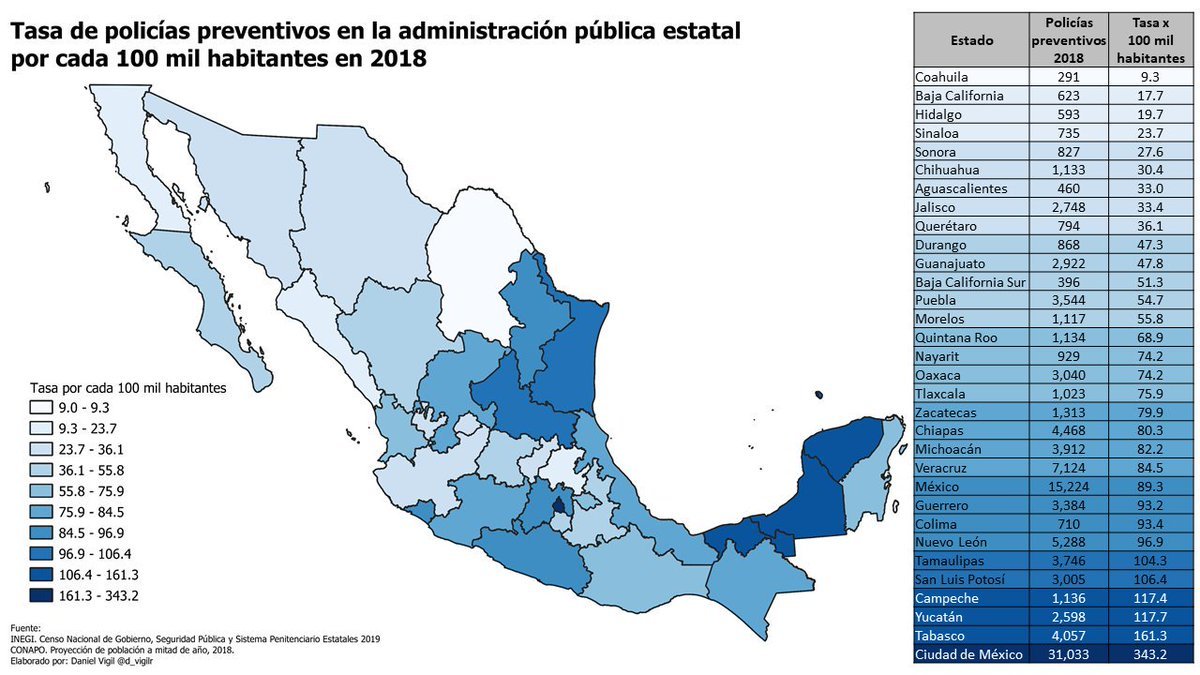 Tasa de policías preventivos en la administración pública estatal
por cada 100 mil habitantes en 2018
Estado
Policías
preventivos
2018
Tasa x
100 mil
habitantes
Coahuila 291 9.3
Baja California 623 17.7
Hidalgo 593 19.7
Sinaloa 735 23.7
Sonora 827 27.6
Chihuahua 1,133 30.4
Aguascalientes 460 33.0
Jalisco 2,748 33.4
Querétaro 794 36.1
Durango 868 47.3
Guanajuato 2,922 47.8
Baja California Sur 396 51.3
Puebla 3,544 54.7
Morelos 1,117 55.8
Quintana Roo 1,134 68.9
Nayarit 929 74.2
Oaxaca 3,040 74.2
Tlaxcala 1,023 75.9
Zacatecas 1,313 79.9
Chiapas 4,468 80.3
Michoacán 3,912 82.2
Veracruz 7,124 84.5
México 15,224 89.3
Guerrero 3,384 93.2
Colima 710 93.4
Nuevo León 5,288 96.9
Tamaulipas 3,746 104.3
San Luis Potosí 3,005 106.4
Campeche 1,136 117.4
Yucatán 2,598 117.7
Tabasco 4,057 161.3
Ciudad de México 31,033 343.2
Tasa por cada 100 mil habitantes
9.0 - 9.3
9.3 - 23.7
23.7 - 36.1
36.1 - 55.8
55.8 - 75.9
75.9 - 84.5
84.5 - 96.9
96.9 - 106.4
106.4 - 161.3
161.3 - 343.2
Fuente:
INEGI. Censo Nacional de Gobierno, Seguridad Pública y Sistema Penitenciario Estatales 2019
CONAPO. Proyección de población a mitad de año, 2018.
Elaborado por: Daniel Vigil @d_vigilr